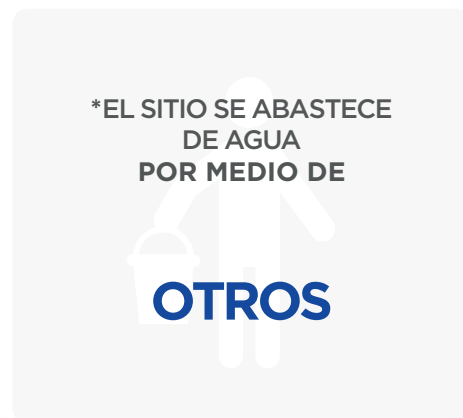 *EL SITIO SE ABASTECE
DE AGUA
POR MEDIO DE
OTROS